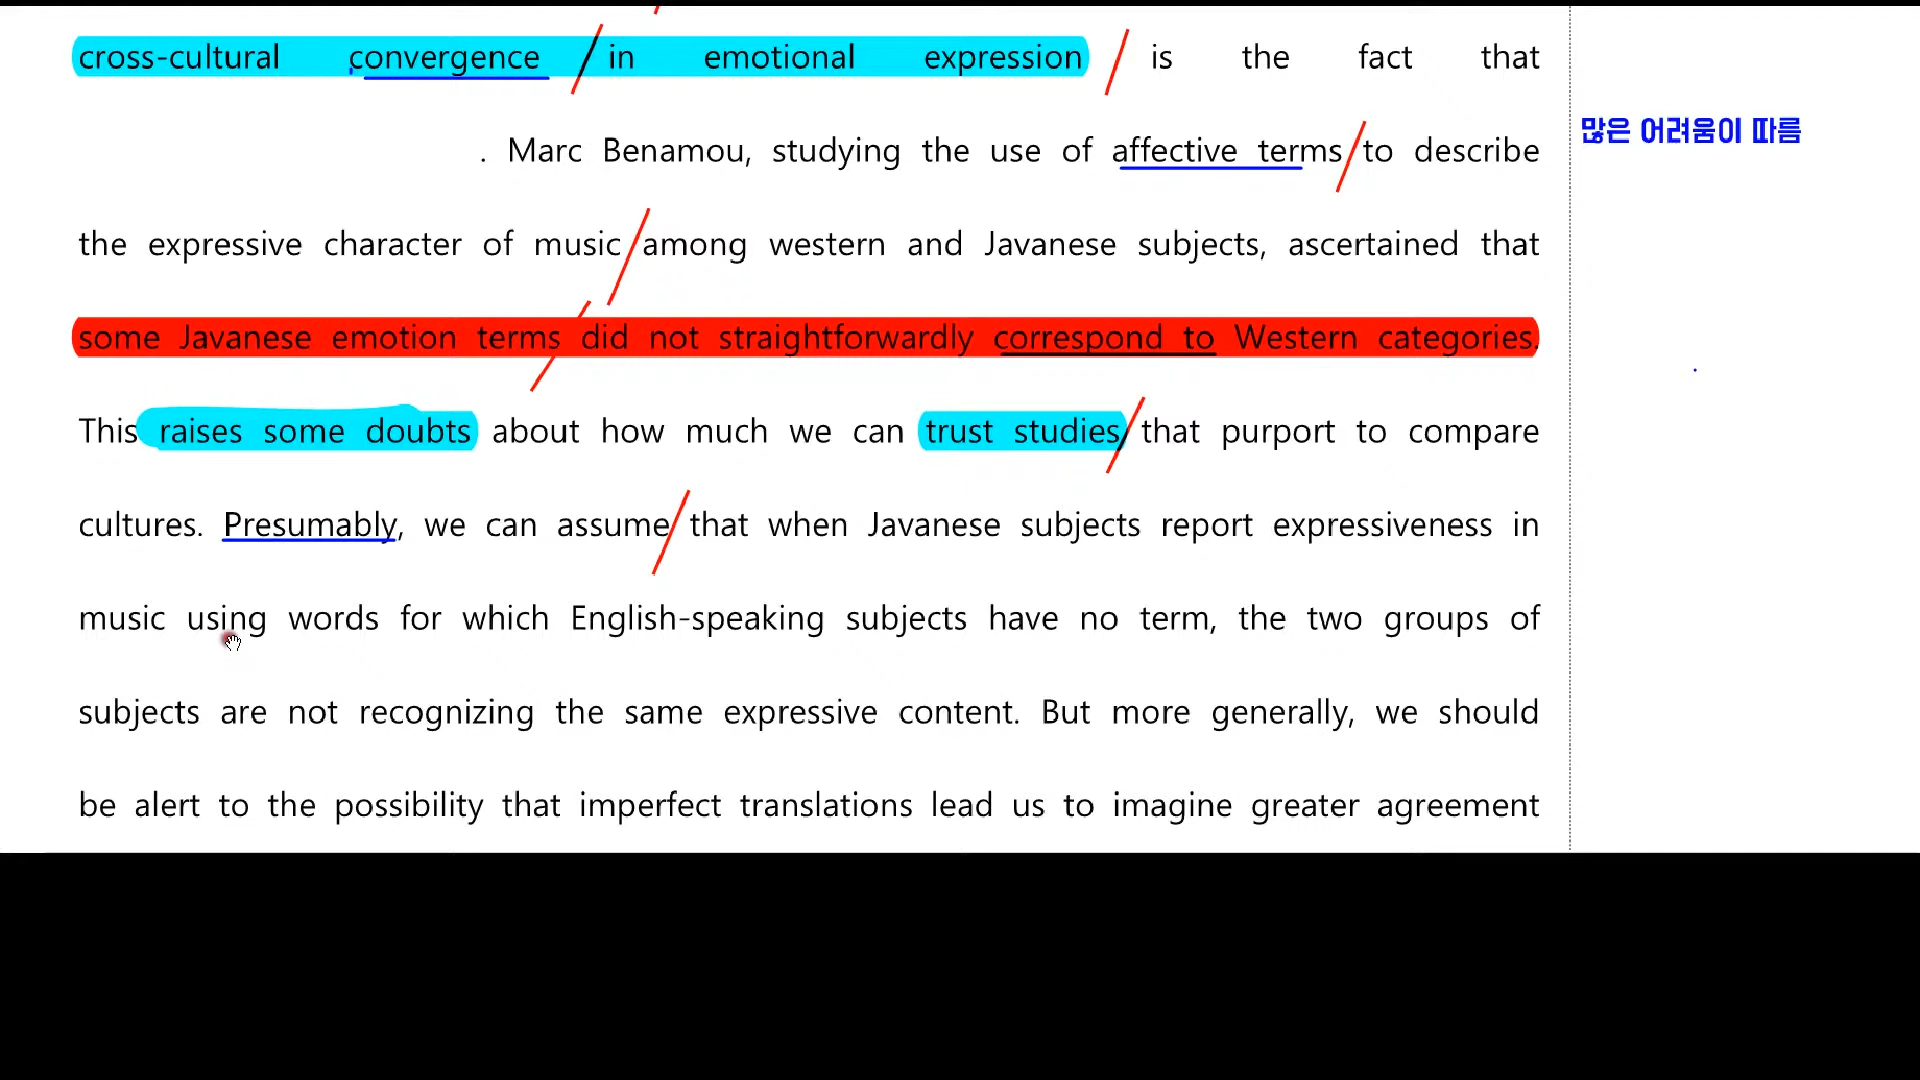 cross-cultural convergence in emotional expression is the fact that
많은 어려움이 따름
. Marc Benamou, studying the use of affective terms to describe
the expressive character of music among western and Javanese subjects, ascertained that
some Javanese emotion terms did not straightforwardly correspond to Western categories.
This raises some doubts about how much we can trust studies that purport to compare
cultures. Presumably, we can assume that when Javanese subjects report expressiveness in
music using words for which English-speaking subjects have no term, the two groups of
subjects are not recognizing the same expressive content. But more generally, we should
be alert to the possibility that imperfect translations lead us to imagine greater agreement